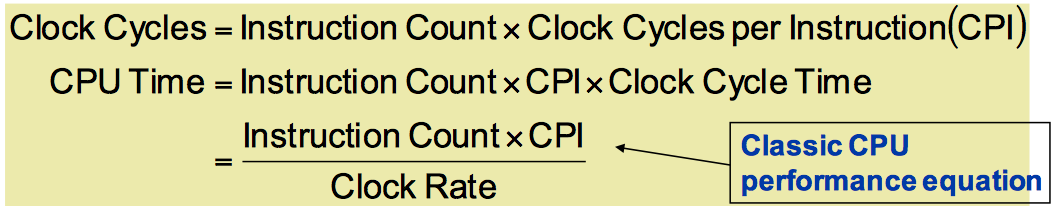 Clock Cycles = Instruction Count × Clock Cycles per Instruction(CPI)
CPU Time = Instruction Count × CPI × Clock Cycle Time
= Instruction Count × CPI
Clock Rate
Classic CPU
performance equation